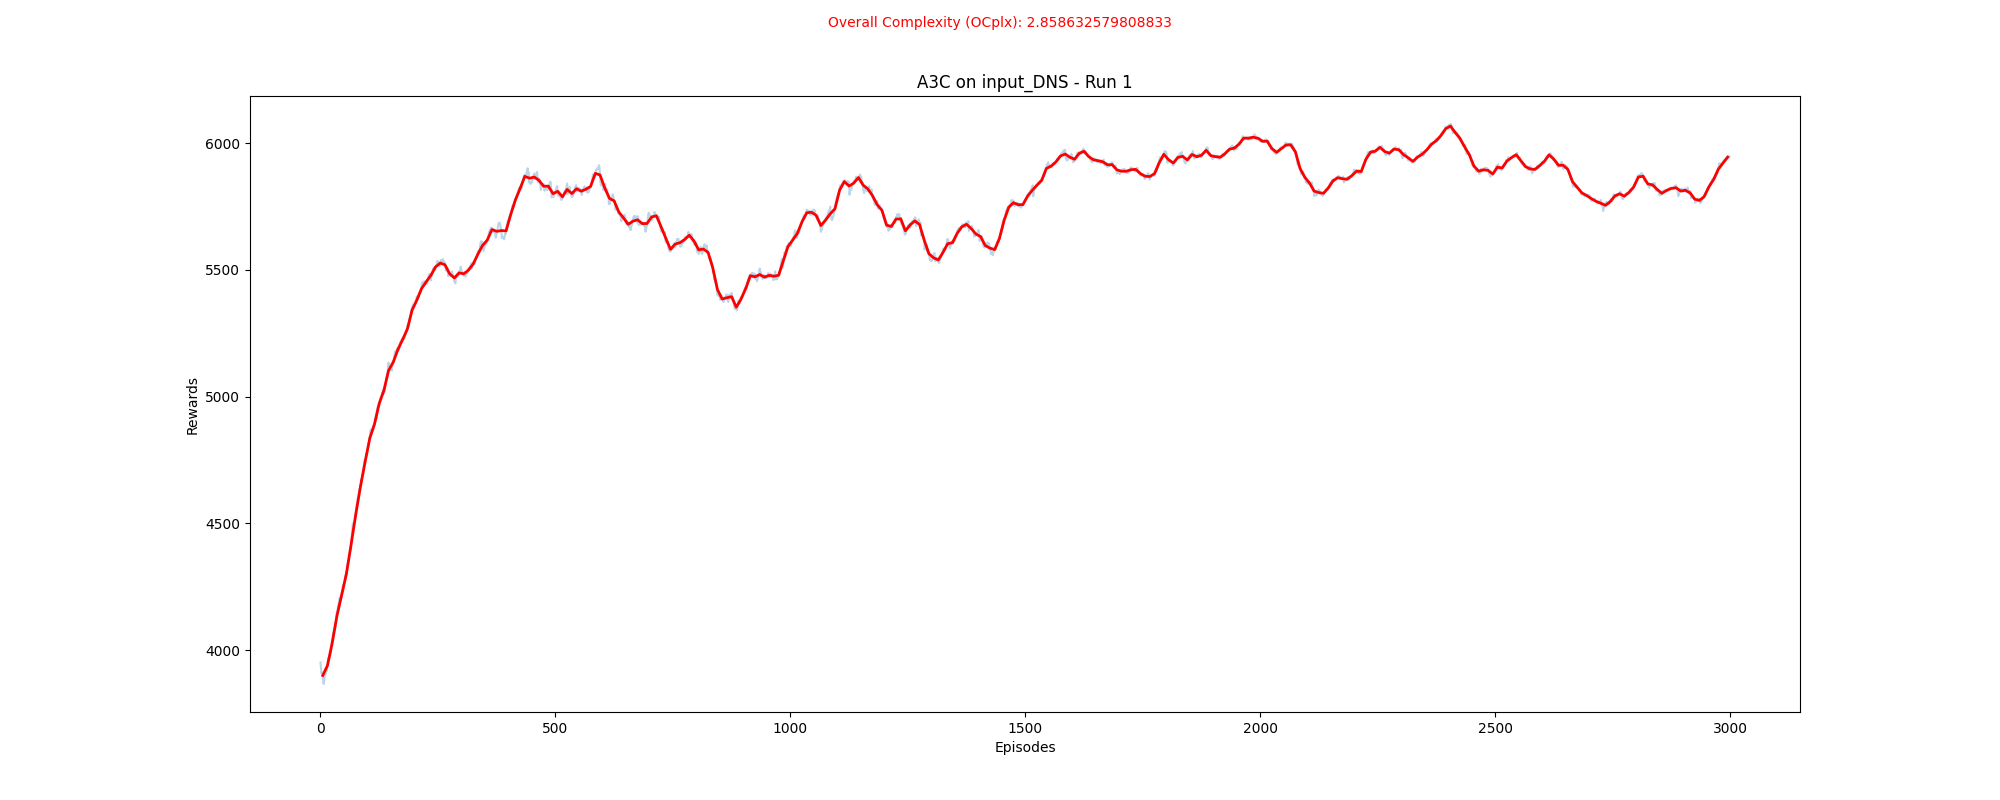 Overall Complexity (OCplx): 2.858632579808833
A3C on input_DNS - Run 1
6000
5500
5000
4500
4000
Rewards
0 500 1000 1500 2000 2500 3000
Episodes